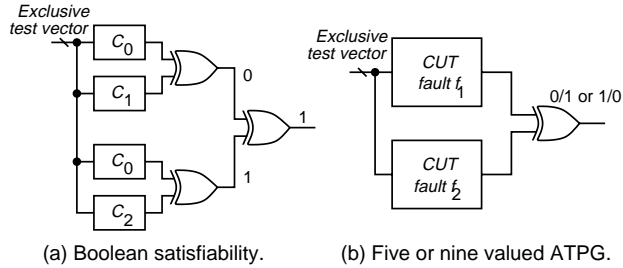 Exclusive
test vector
C0
C1
C0
C2
0
1
1
(a) Boolean satisfiability.
Exclusive
test vector
CUT
fault f1
CUT
fault f2
0/1 or 1/0
(b) Five or nine valued ATPG.